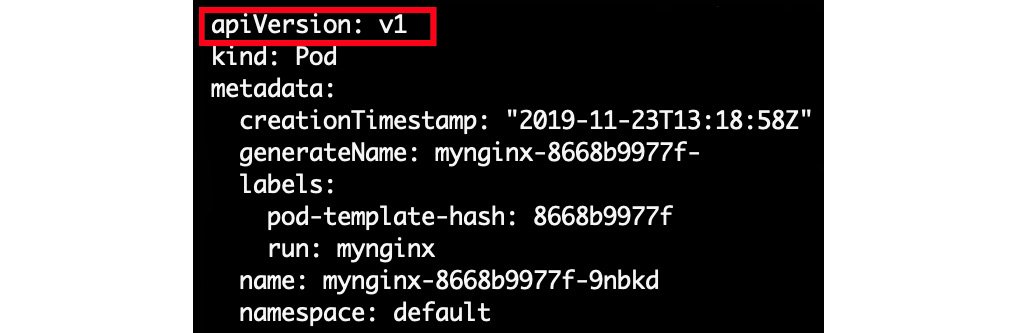 apiVersion: v1
kind: Pod
metadata:
  creationTimestamp: "2019-11-23T13:18:58Z"
  generateName: mynginx-8668b9977f-
  labels:
    pod-template-hash: 8668b9977f
    run: mynginx
  name: mynginx-8668b9977f-9nbkd
  namespace: default